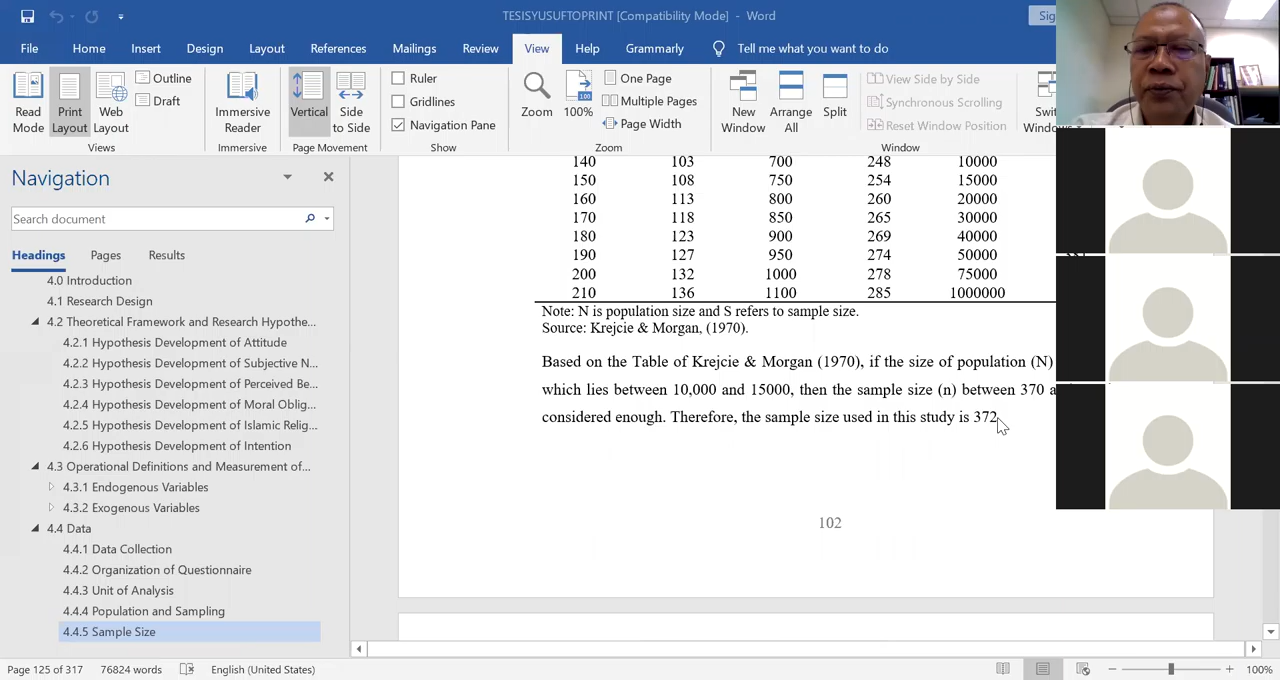 TESISYUSUFTOPRINT [Compatibility Mode] - Word
File Home Insert Design Layout References Mailings Review View Help Grammarly Tell me what you want to do
Read Mode
Print Layout
Web Layout
Outline
Draft
Views
Immersive Reader
Immersive
Vertical
Side to Side
Page Movement
Ruler
Gridlines
Navigation Pane
Show
Zoom
100%
One Page
Multiple Pages
Page Width
Zoom
New Window
Arrange All
Split
View Side by Side
Synchronous Scrolling
Reset Window Position
Window
Navigation
Search document
Headings Pages Results
4.0 Introduction
4.1 Research Design
4.2 Theoretical Framework and Research Hypothe...
4.2.1 Hypothesis Development of Attitude
4.2.2 Hypothesis Development of Subjective N...
4.2.3 Hypothesis Development of Perceived Be...
4.2.4 Hypothesis Development of Moral Oblig...
4.2.5 Hypothesis Development of Islamic Relig...
4.2.6 Hypothesis Development of Intention
4.3 Operational Definitions and Measurement of...
4.3.1 Endogenous Variables
4.3.2 Exogenous Variables
4.4 Data
4.4.1 Data Collection
4.4.2 Organization of Questionnaire
4.4.3 Unit of Analysis
4.4.4 Population and Sampling
4.4.5 Sample Size
140 103 700 248 10000
150 108 750 254 15000
160 113 800 260 20000
170 118 850 265 30000
180 123 900 269 40000
190 127 950 274 50000
200 132 1000 278 75000
210 136 1100 285 1000000
Note: N is population size and S refers to sample size.
Source: Krejcie & Morgan, (1970).
Based on the Table of Krejcie & Morgan (1970), if the size of population (N)
which lies between 10,000 and 15000, then the sample size (n) between 370
considered enough. Therefore, the sample size used in this study is 372
102
Page 125 of 317 76824 words English (United States) 100%